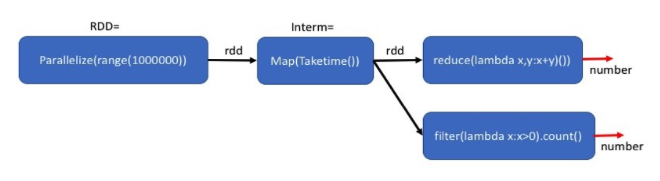 RDD=
Interm=
Parallelize(range(1000000))
rdd
Map(Taketime())
rdd
reduce(lambda x,y:x+y)())
number
filter(lambda x:x>0).count()
number